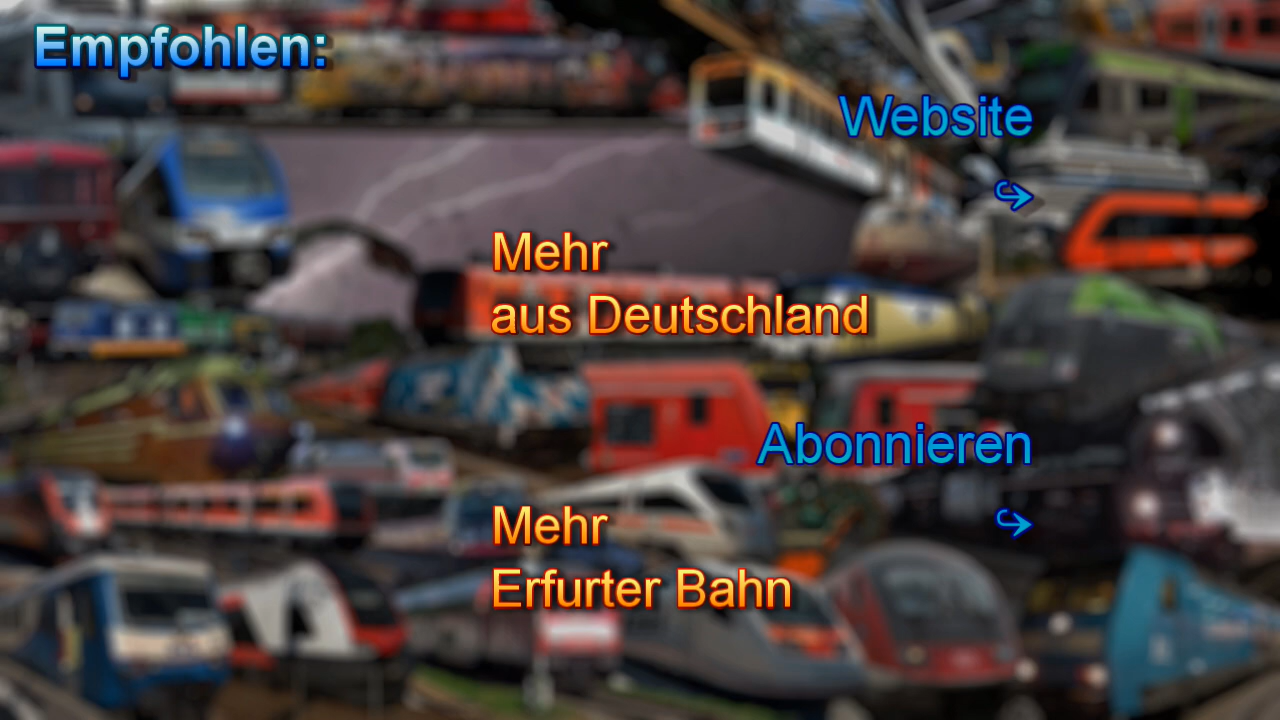 Empfohlen:
Website
Mehr
aus Deutschland
Abonnieren
Mehr
Erfurter Bahn